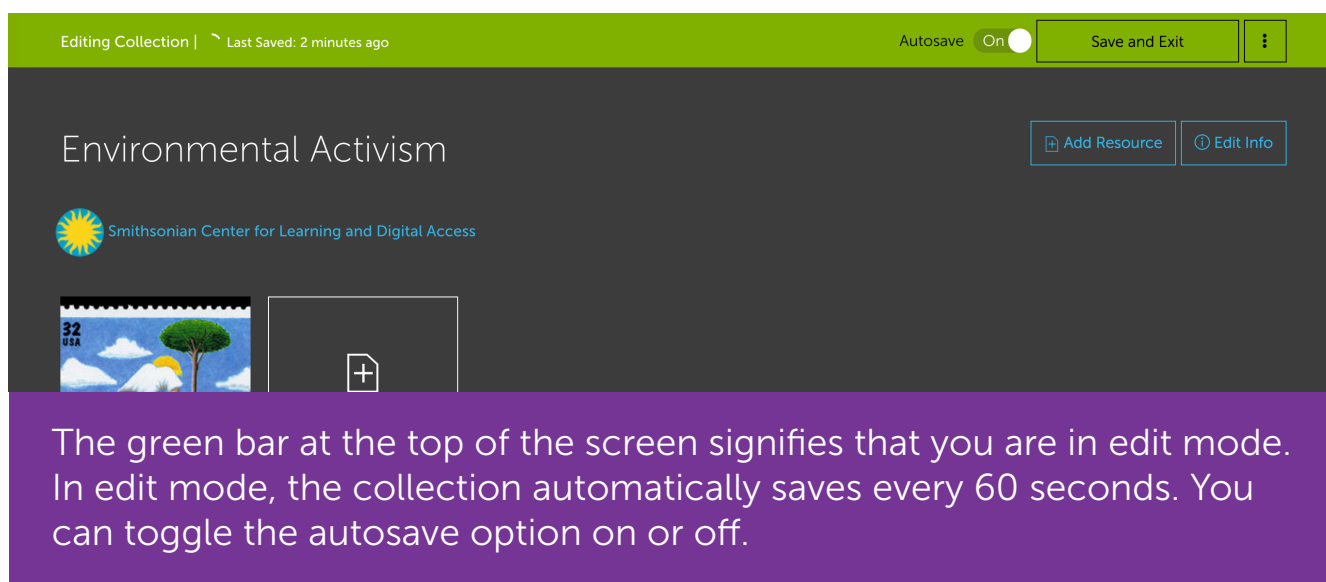 Editing Collection | Last Saved: 2 minutes ago
Autosave On Save and Exit
Environmental Activism
Add Resource Edit Info
Smithsonian Center for Learning and Digital Access
32
USA
The green bar at the top of the screen signifies that you are in edit mode.
In edit mode, the collection automatically saves every 60 seconds. You
can toggle the autosave option on or off.